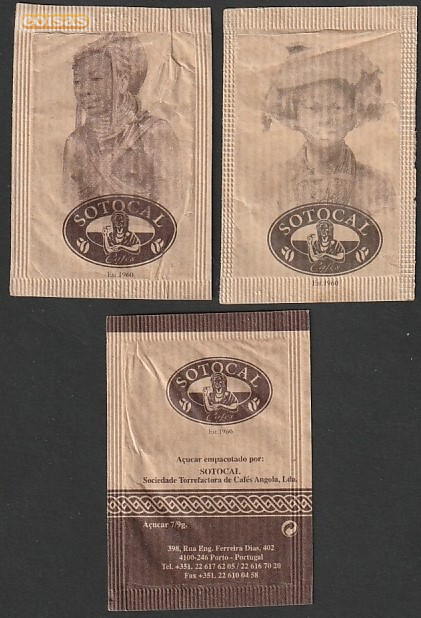 coisas
SOTOCAL
Cafés
Est.1960
SOTOCAL
Cafés
Est.1960
SOTOCAL
Cafés
Est.1960
Açucar empacotado por:
SOTOCAL
Sociedade Torrefactora de Cafés Angola, Lda.
Açucar 7/9g.
398, Rua Eng. Ferreira Dias, 402
4100-246 Porto - Portugal
Tel. +351. 22 617 62 05 / 22 616 70 20
Fax +351. 22 610 04 58